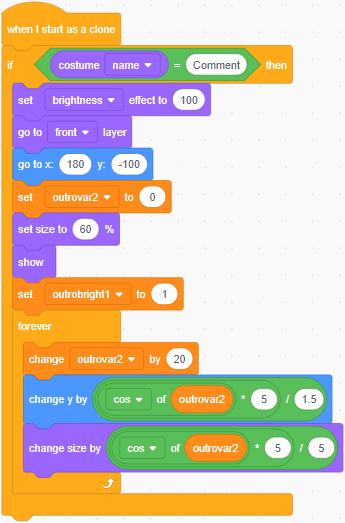 when I start as a clone
if costume name = Comment then
set brightness effect to 100
go to front layer
go to x: 180 y: -100
set outrovar2 to 0
set size to 60 %
show
set outrobright1 to 1
forever
change outrovar2 by 20
change y by cos of outrovar2 * 5 / 1.5
change size by cos of outrovar2 * 5 / 5